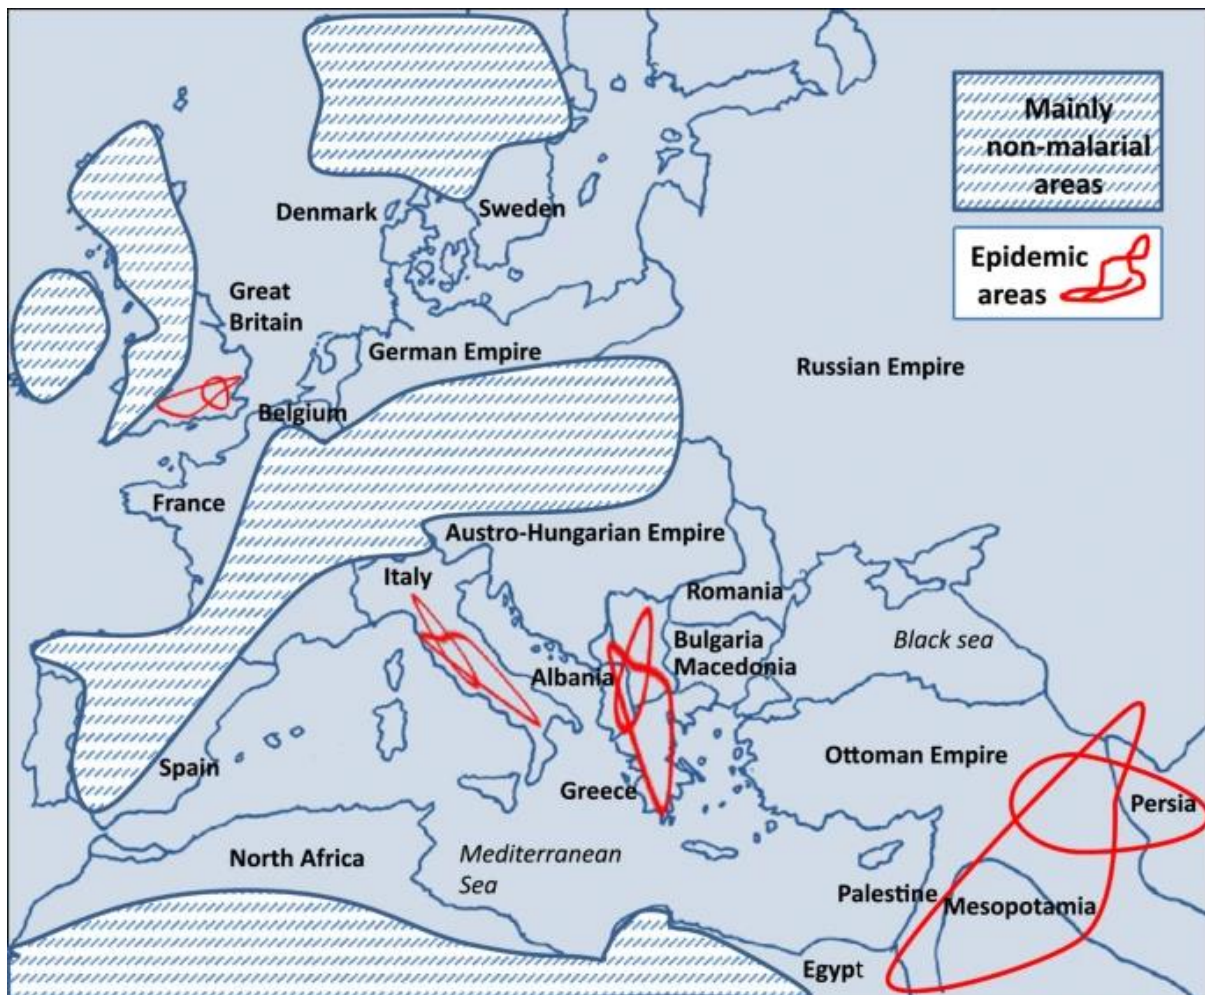 Mainly
non-malarial
areas
Denmark
Sweden
Epidemic
areas
Great
Britain
German Empire
Russian Empire
Belgium
France
Austro-Hungarian Empire
Italy
Romania
Bulgaria
Macedonia
Black sea
Albania
Ottoman Empire
Spain
Greece
Persia
North Africa
Mediterranean
Sea
Palestine
Mesopotamia
Egypt